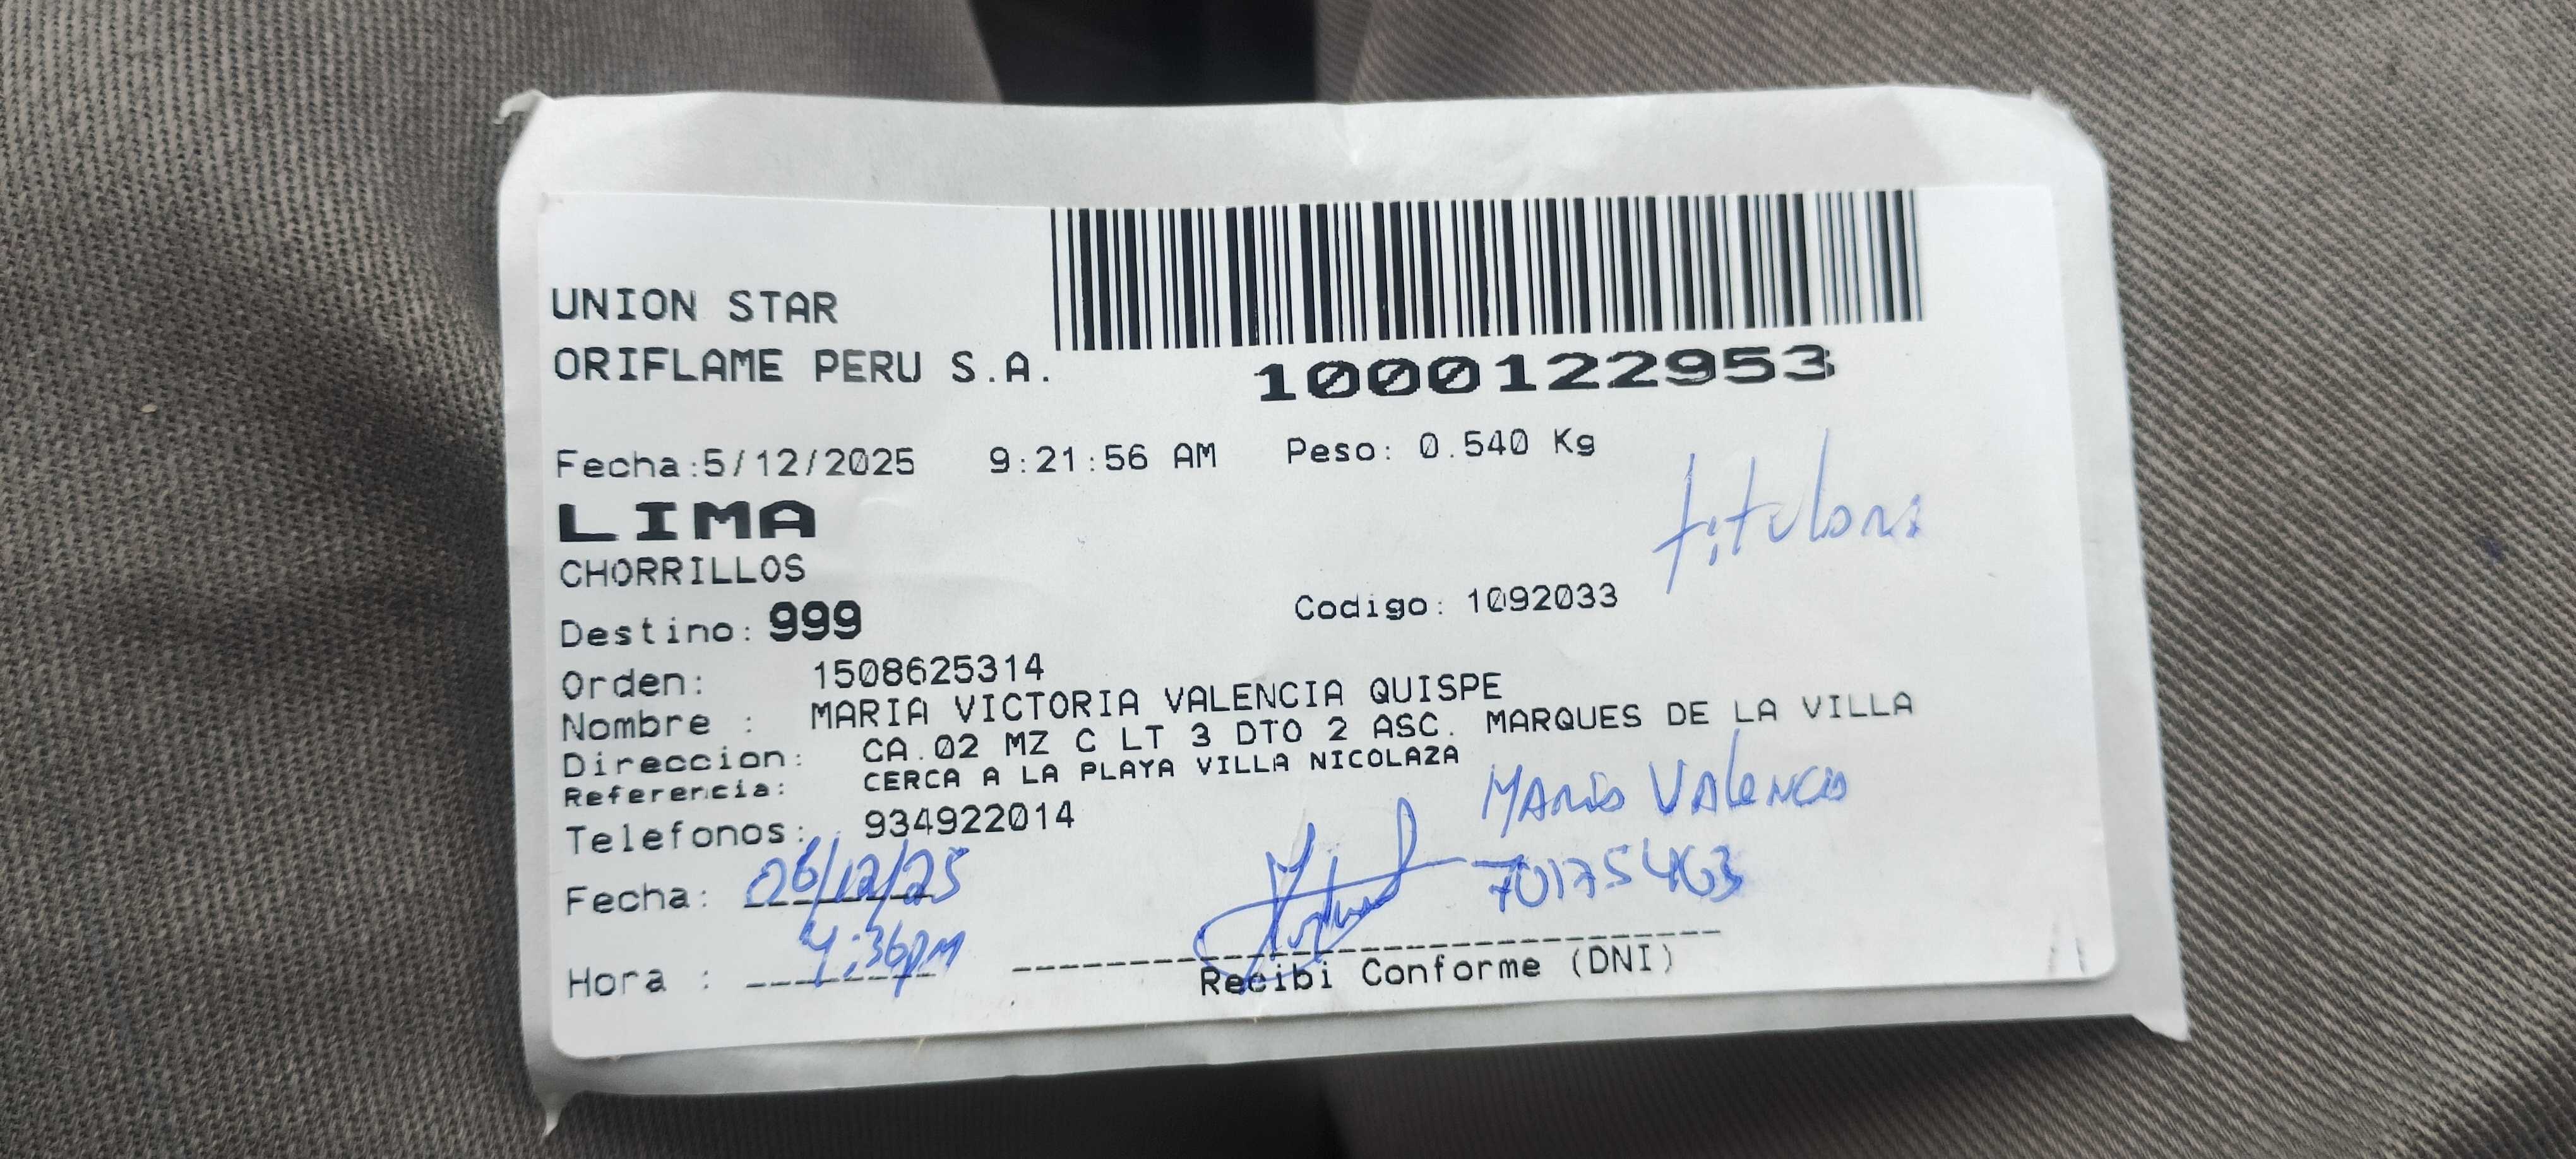 UNION STAR
ORIFLAME PERU S.A.
1000122953
Fecha:5/12/2025 9:21:56 AM Peso: 0.540 Kg
titular
LIMA
CHORRILLOS
Destino: 999 Codigo: 1092033
Orden: 1508625314
Nombre : MARIA VICTORIA VALENCIA QUISPE
Direccion: CA.02 MZ C LT 3 DTO 2 ASC. MARQUES DE LA VILLA
Referencia: CERCA A LA PLAYA VILLA NICOLAZA
Telefonos: 934922014
MARIA VALENCIA
70175463
Fecha: 06/12/25
Hora : 4:36pm
Recibi Conforme (DNI)